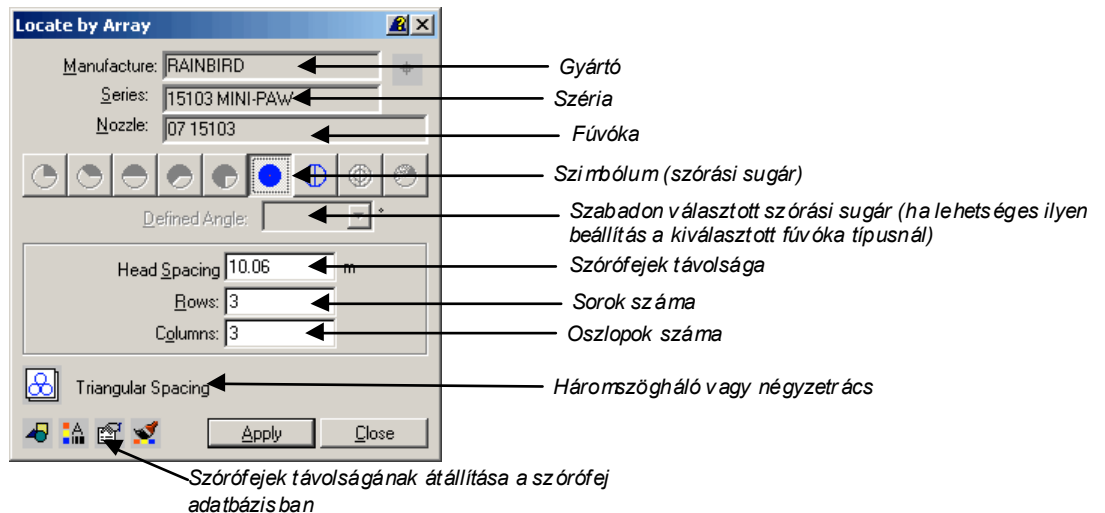 Locate by Array
Manufacture: RAINBIRD
Gyártó
Series: 15103 MINI-PAW
Széria
Nozzle: 07 15103
Fúvóka
Szimbólum (szórási sugár)
Defined Angle: °
Szabadon választott szórási sugár (ha lehetséges ilyen
beállítás a kiválasztott fúvóka típusnál)
Head Spacing 10.06 m
Szórófejek távolsága
Rows: 3
Sorok száma
Columns: 3
Oszlopok száma
Triangular Spacing
Háromszögháló vagy négyzetrács
Apply Close
Szórófejek távolságának átállítása a szórófej
adatbázisban